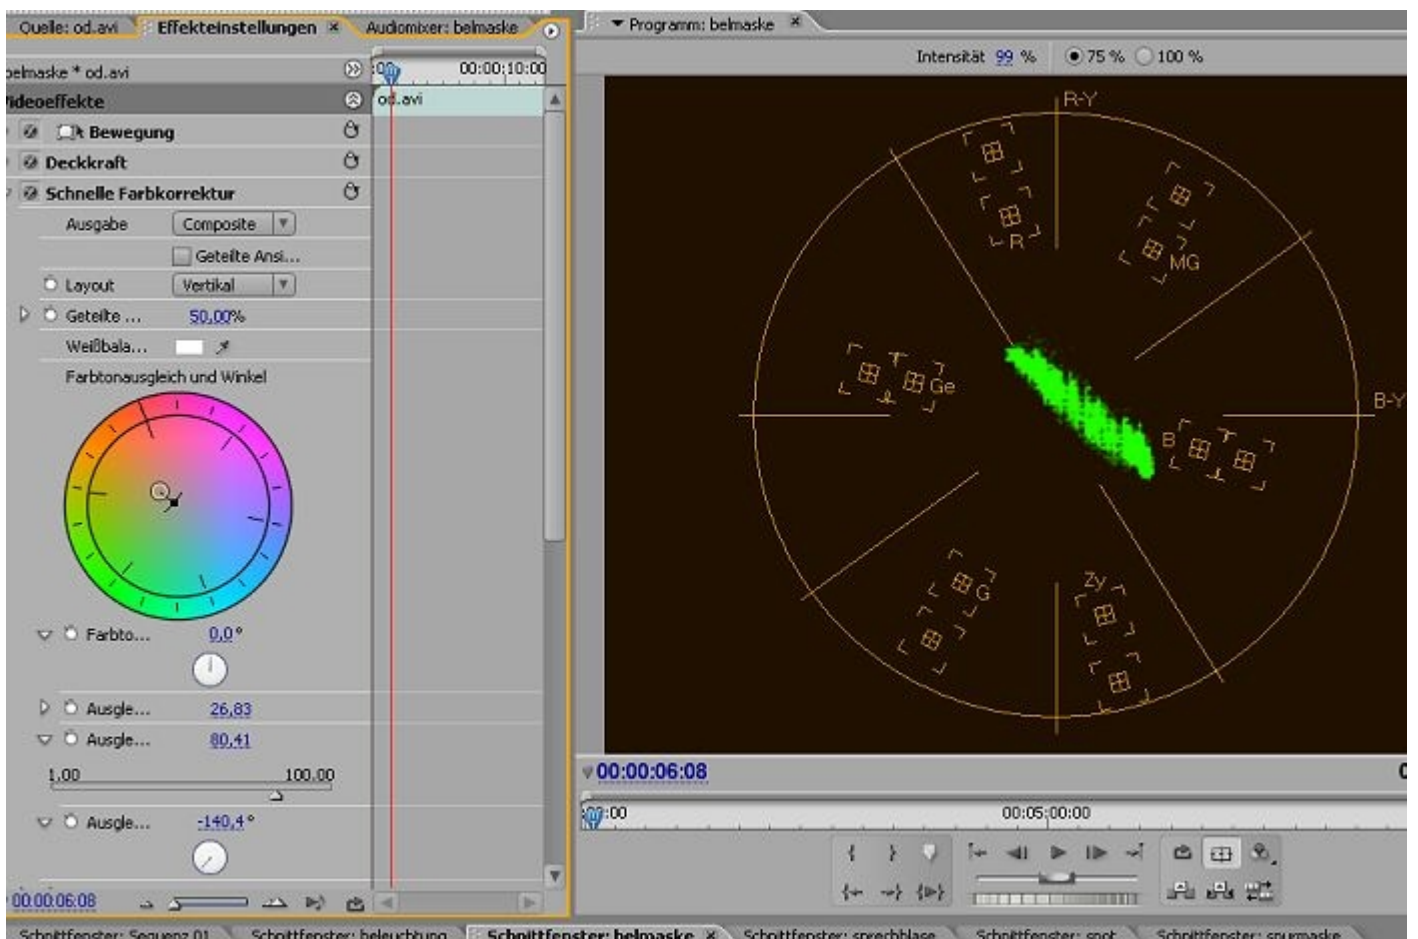 Quelle: od.avi Effekteinstellungen Audiomixer: belmaske
belmaske * od.avi
:00 00:00:10:00
Videoeffekte
od.avi
Bewegung
Deckkraft
Schnelle Farbkorrektur
Ausgabe Composite
Geteilte Ansi...
Layout Vertikal
Geteilte ... 50,00%
Weißbala...
Farbtonausgleich und Winkel
Farbto... 0,0°
Ausgle... 26,83
Ausgle... 80,41
1,00 100,00
Ausgle... -140,4°
00:00:06:08
Programm: belmaske
Intensität 99 % 75 % 100 %
R-Y
R
MG
Ge
B-Y
B
G
Zy
00:00:06:08
00:00 00:05:00:00
Schnittfenster: Sequenz 01 Schnittfenster: beleuchtung Schnittfenster: belmaske Schnittfenster: sprechblase Schnittfenster: spot Schnittfenster: spurmaske